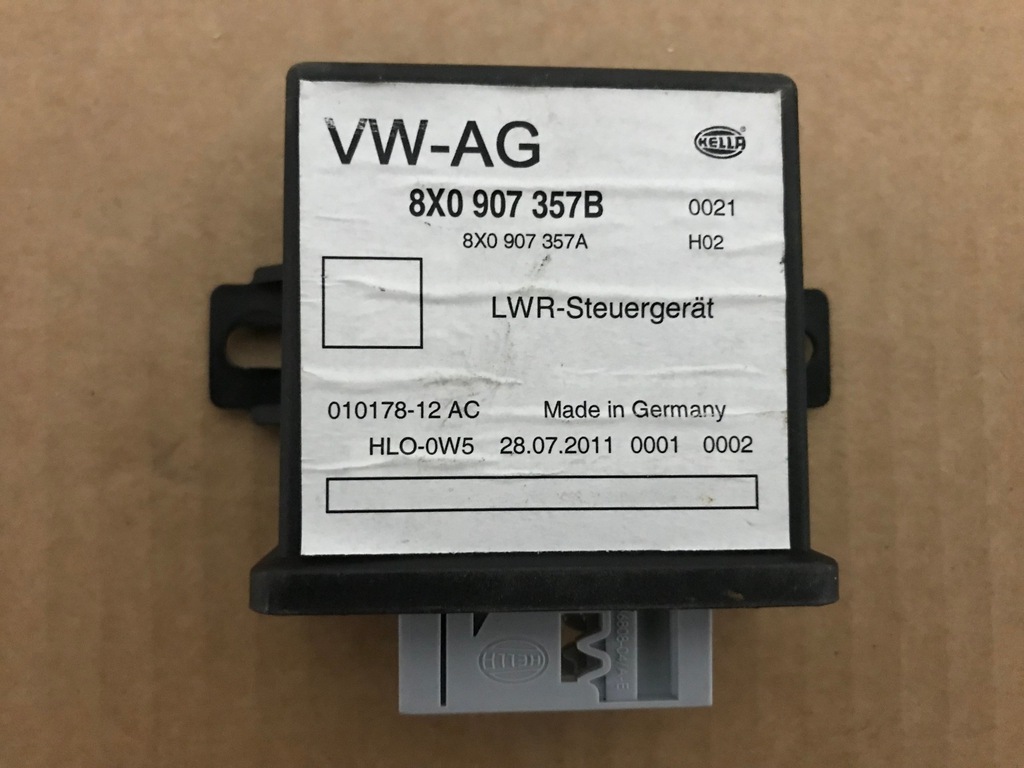 VW-AG
HELLA
8X0 907 357B 0021
8X0 907 357A H02
LWR-Steuergerät
010178-12 AC Made in Germany
HLO-0W5 28.07.2011 0001 0002
HELLA